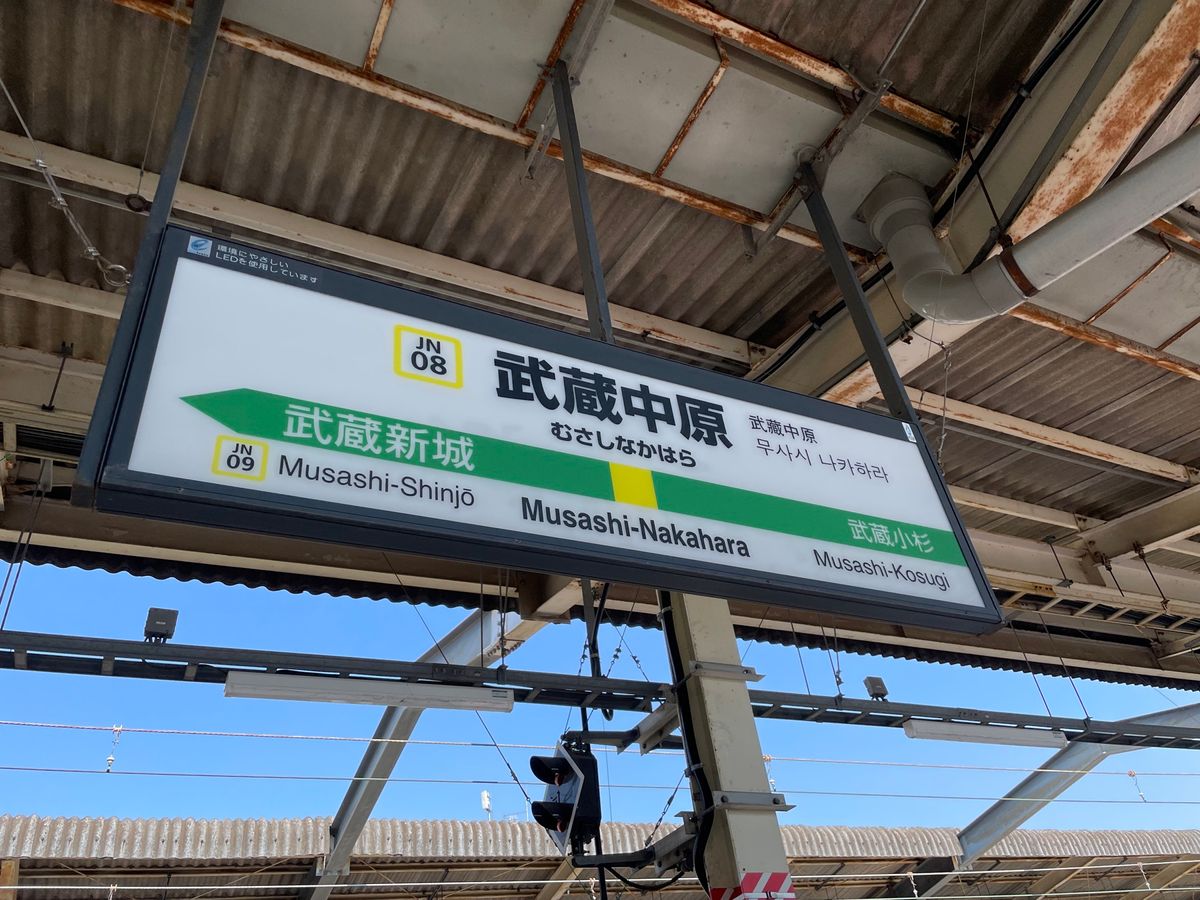 環境にやさしい
LEDを使用しています
JN
08
武蔵中原
むさしなかはら
武蔵中原
무사시 나카하라
武蔵新城
武蔵小杉
JN
09
Musashi-Shinjō
Musashi-Nakahara
Musashi-Kosugi